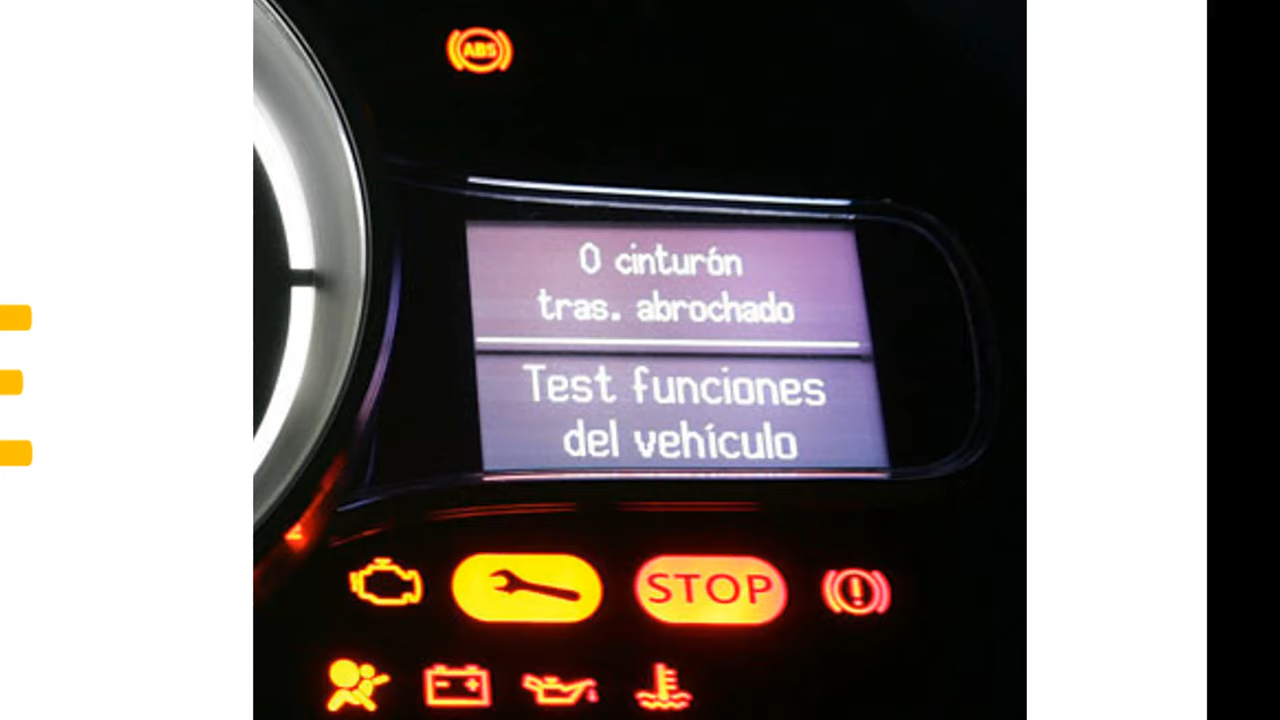 ABS
0 cinturón
tras. abrochado
Test funciones
del vehículo
STOP